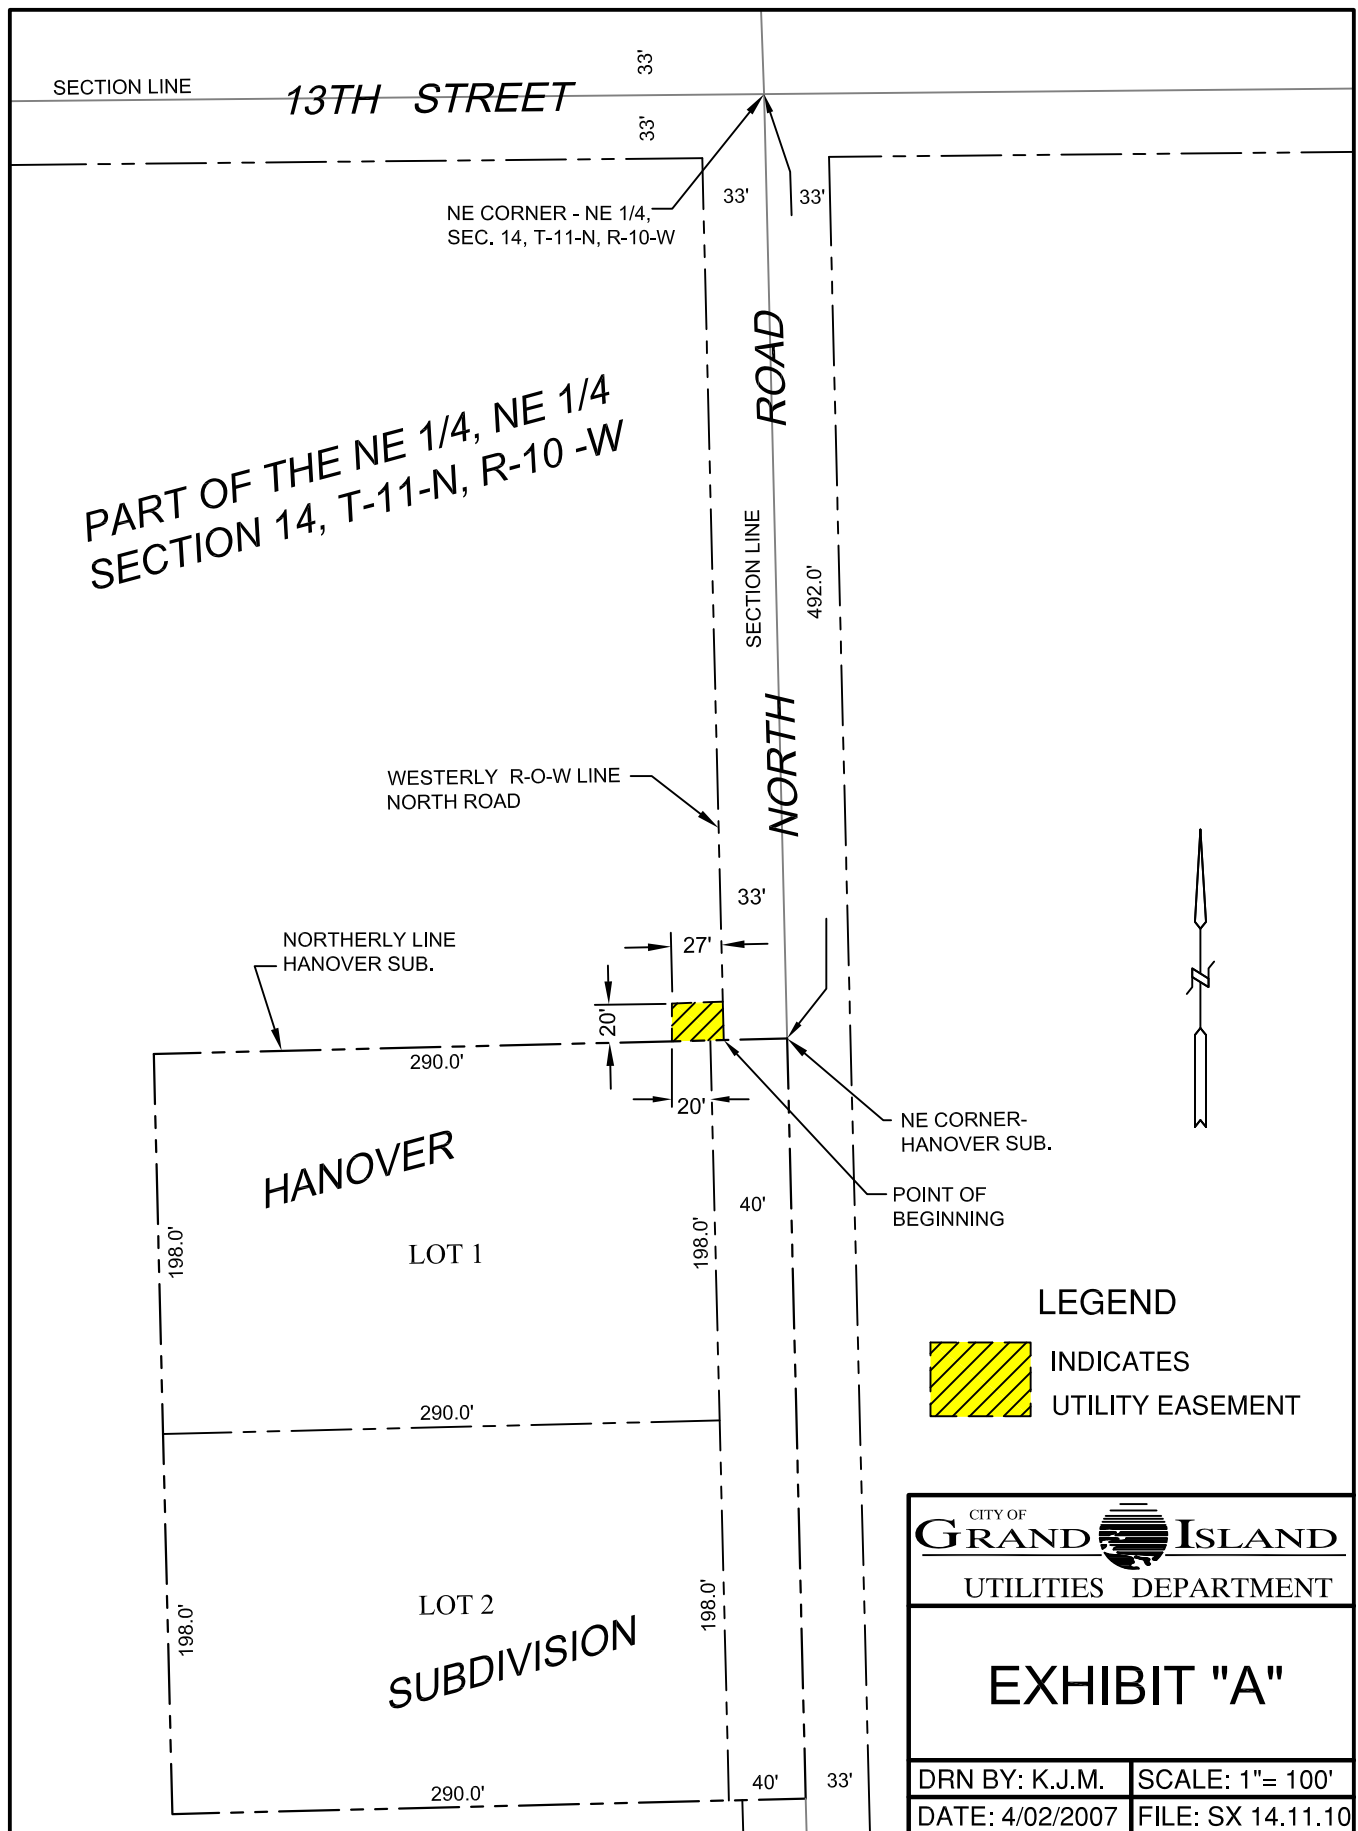 33'
SECTION LINE
13TH STREET
33'
33'
33'
NE CORNER - NE 1/4,
SEC. 14, T-11-N, R-10-W
ROAD
PART OF THE NE 1/4, NE 1/4
SECTION 14, T-11-N, R-10 -W
SECTION LINE
492.0'
NORTH
WESTERLY R-O-W LINE
NORTH ROAD
33'
NORTHERLY LINE
HANOVER SUB.
27'
20'
290.0'
20'
NE CORNER-
HANOVER SUB.
HANOVER
POINT OF
BEGINNING
40'
198.0'
LOT 1
198.0'
LEGEND
INDICATES
UTILITY EASEMENT
290.0'
CITY OF
GRAND ISLAND
UTILITIES DEPARTMENT
LOT 2
198.0'
198.0'
SUBDIVISION
EXHIBIT "A"
290.0'
40'
33'
DRN BY: K.J.M.
SCALE: 1"= 100'
DATE: 4/02/2007
FILE: SX 14.11.10